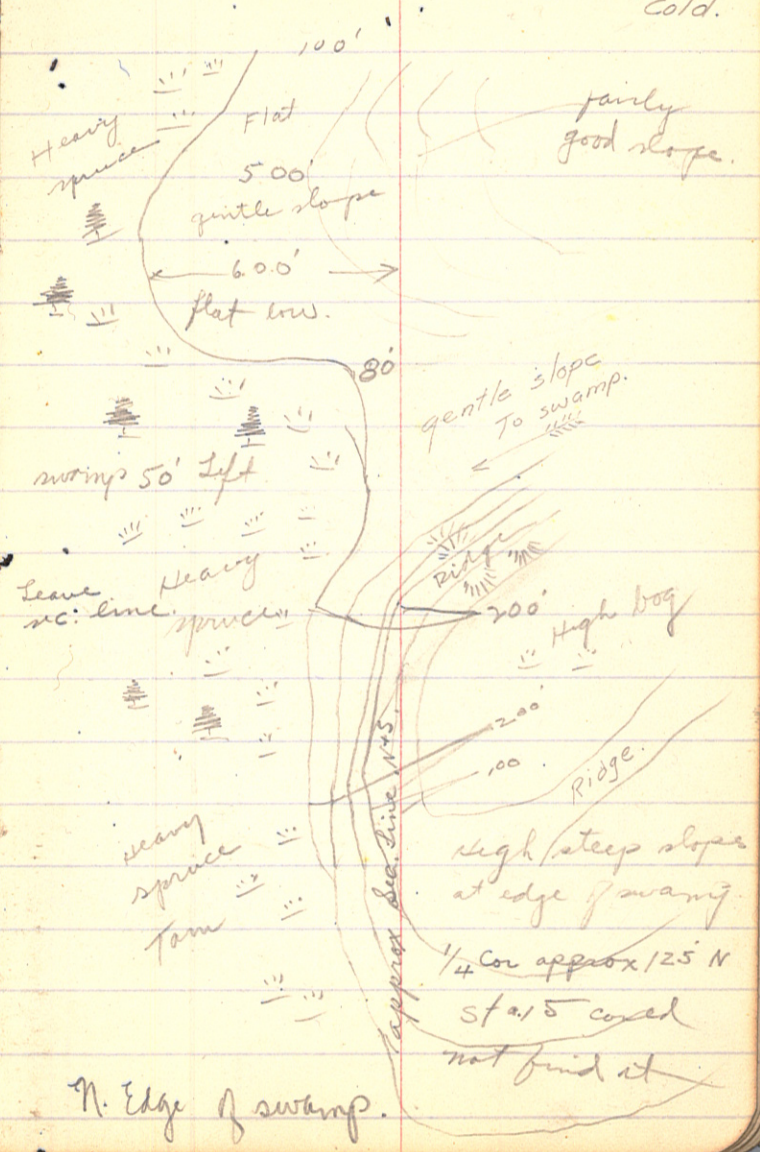 Cold.
100'
Flat
500'
gentle slope
Heavy
spruce
fairly
good slope.
600'
flat low.
80'
gentle slope
To swamp.
swamp 50' Left
Ridge
Heavy
spruce
Leave
sec. line.
200'
High bog
200'
100
Ridge.
approx Sec. Line N+S.
Heavy
spruce
Tam
High steep slope
at edge of swamp
1/4 Cor approx 125' N
Sta. 15 could
not find it
N. Edge of swamp.